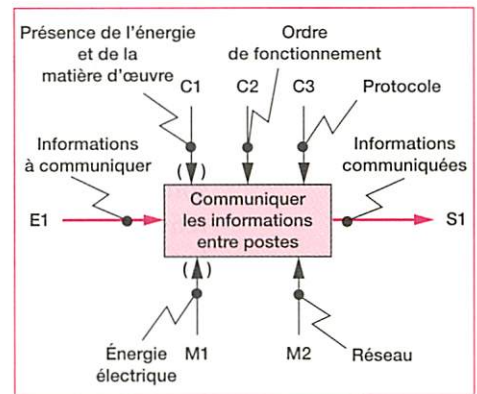 Présence de l'énergie
et de la
matière d'œuvre
Ordre
de fonctionnement
C1
C2
C3
Protocole
Informations
à communiquer
Informations
communiquées
( )
E1
Communiquer
les informations
entre postes
S1
( )
Énergie
électrique
M1
M2
Réseau